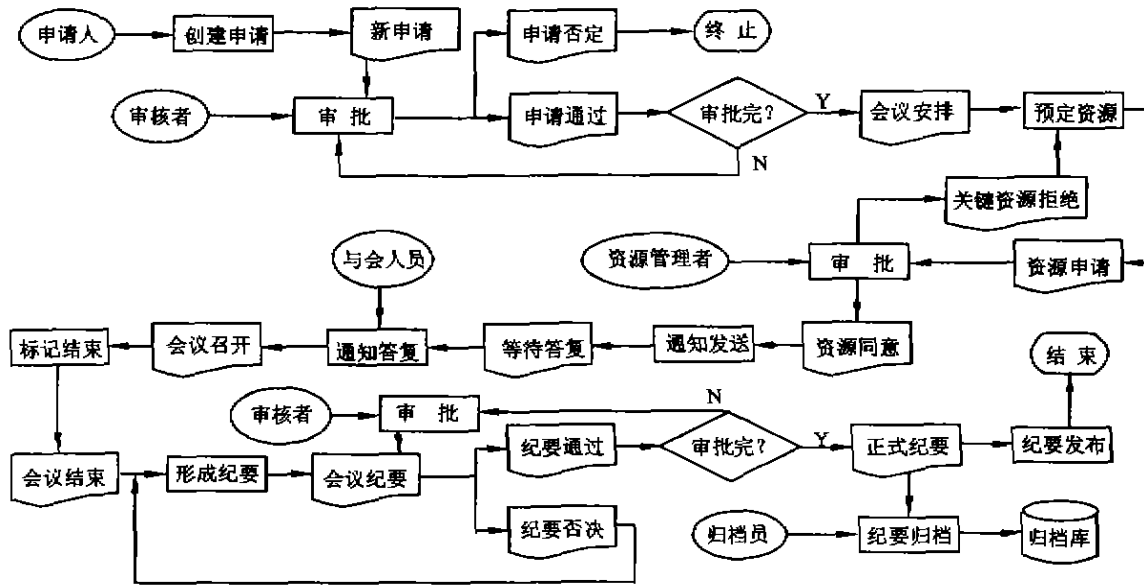 申请人
创建申请
新申请
申请否定
终止
审核者
审批
申请通过
审批完?
Y
会议安排
预定资源
N
关键资源拒绝
与会人员
资源管理者
审批
资源申请
标记结束
会议召开
通知答复
等待答复
通知发送
资源同意
结束
审核者
审批
N
会议结束
形成纪要
会议纪要
纪要通过
审批完?
Y
正式纪要
纪要发布
纪要否决
归档员
纪要归档
归档库